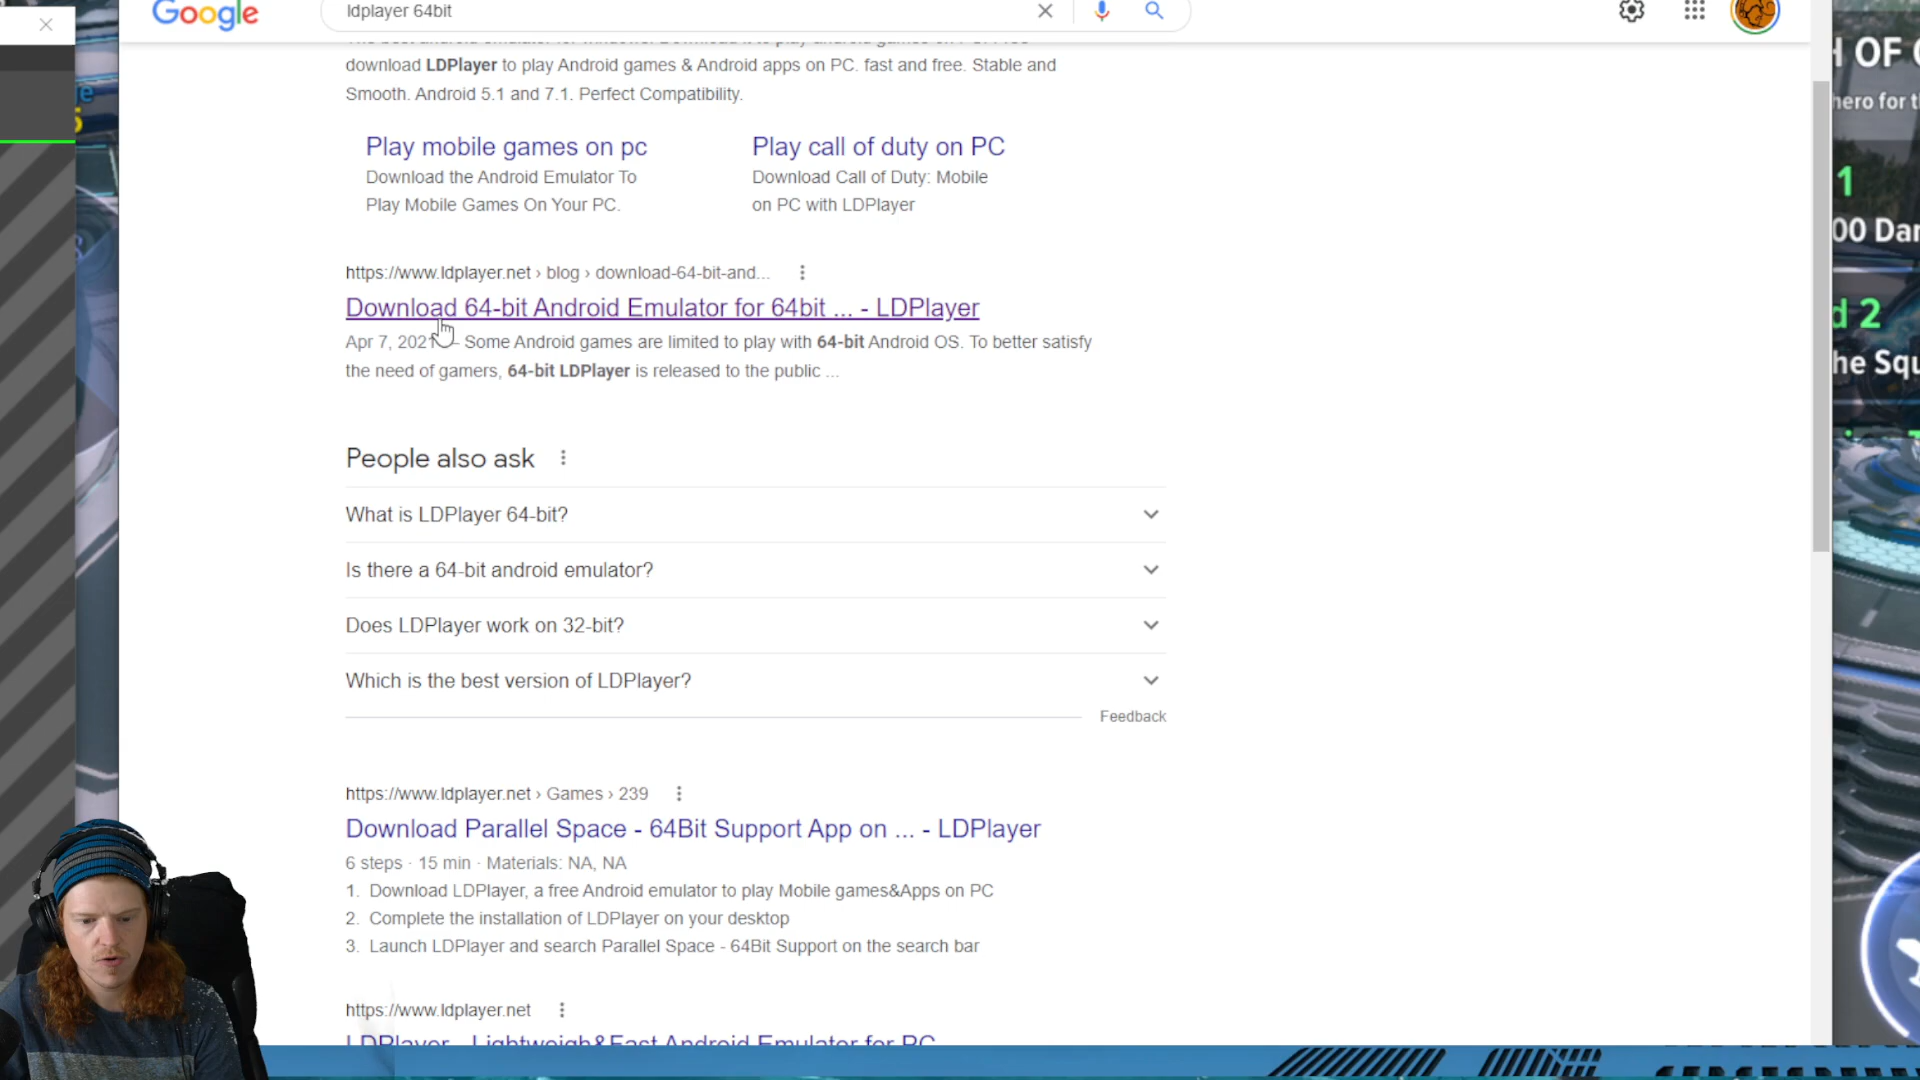 Google
ldplayer 64bit
download LDPlayer to play Android games & Android apps on PC. fast and free. Stable and
Smooth. Android 5.1 and 7.1. Perfect Compatibility.
Play mobile games on pc
Download the Android Emulator To
Play Mobile Games On Your PC.
Play call of duty on PC
Download Call of Duty: Mobile
on PC with LDPlayer
https://www.ldplayer.net › blog › download-64-bit-and...
Download 64-bit Android Emulator for 64bit ... - LDPlayer
Apr 7, 2021 — Some Android games are limited to play with 64-bit Android OS. To better satisfy
the need of gamers, 64-bit LDPlayer is released to the public ...
People also ask
What is LDPlayer 64-bit?
Is there a 64-bit android emulator?
Does LDPlayer work on 32-bit?
Which is the best version of LDPlayer?
Feedback
https://www.ldplayer.net › Games › 239
Download Parallel Space - 64Bit Support App on ... - LDPlayer
6 steps · 15 min · Materials: NA, NA
1. Download LDPlayer, a free Android emulator to play Mobile games&Apps on PC
2. Complete the installation of LDPlayer on your desktop
3. Launch LDPlayer and search Parallel Space - 64Bit Support on the search bar
https://www.ldplayer.net
LDPlayer - Lightweigh&Fast Android Emulator for PC
H OF
hero for t
1
00 Dar
d 2
he Squ